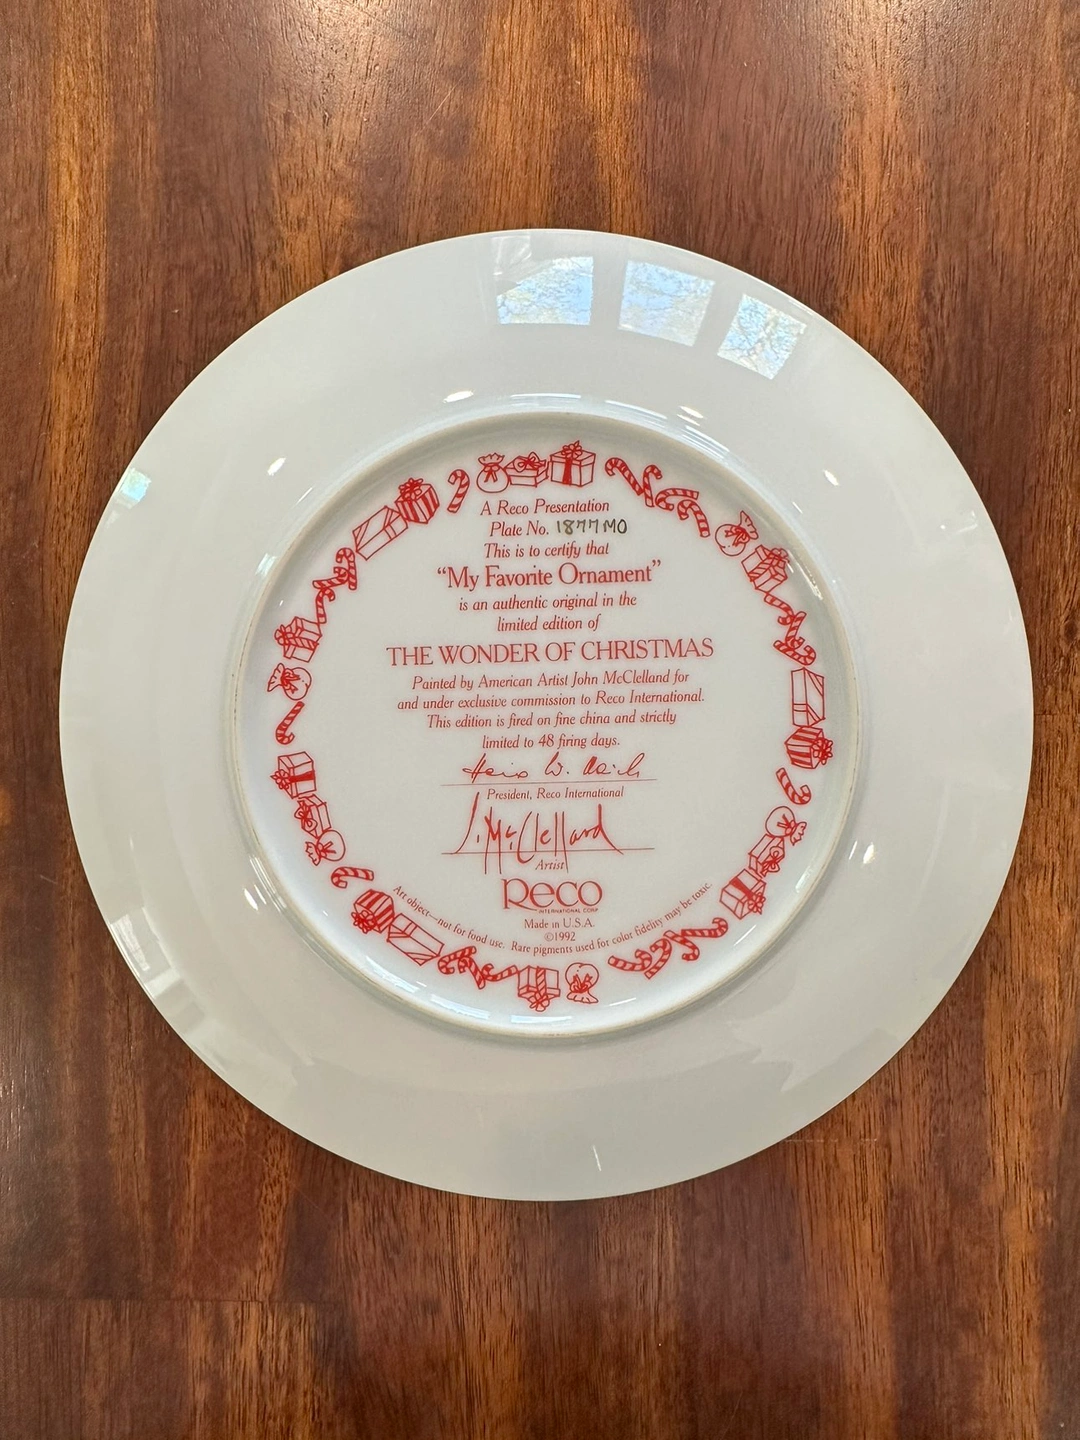 A Reco Presentation
Plate No. 1877MO
This is to certify that
“My Favorite Ornament”
is an authentic original in the
limited edition of
THE WONDER OF CHRISTMAS
Painted by American Artist John McClelland for
and under exclusive commission to Reco International.
This edition is fired on fine china and strictly
limited to 48 firing days.
President, Reco International
J. McClelland
Artist
Reco
INTERNATIONAL CORP.
Made in U.S.A.
©1992
Art object—not for food use. Rare pigments used for color fidelity may be toxic.